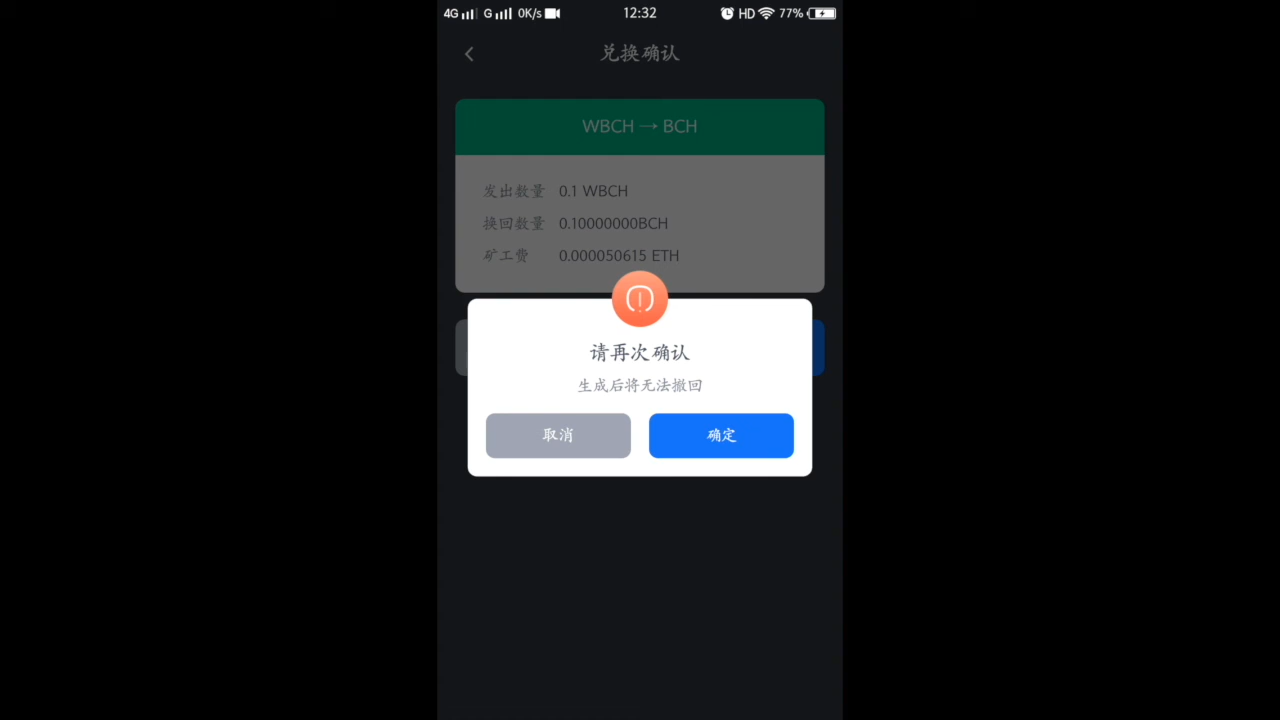 4G G 0K/s 12:32 HD 77%
兑换确认
WBCH → BCH
发出数量 0.1 WBCH
换回数量 0.10000000BCH
矿工费 0.000050615 ETH
请再次确认
生成后将无法撤回
取消 确定